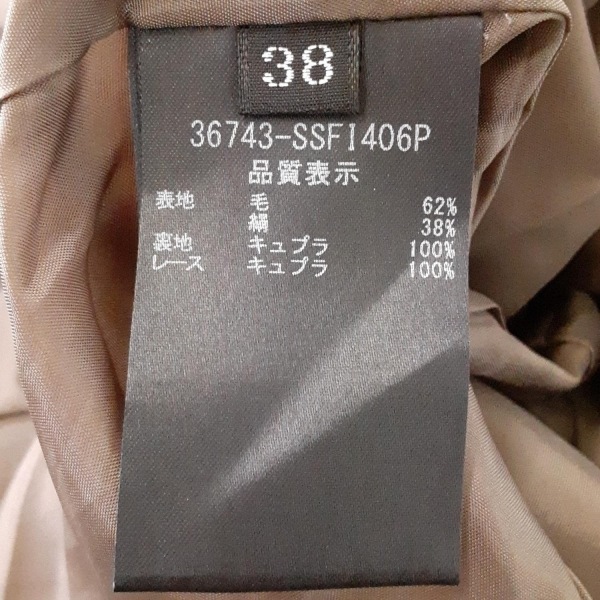 38
36743-SSFI406P
品質表示
表地 毛 62%
絹 38%
裏地 キュプラ 100%
レース キュプラ 100%